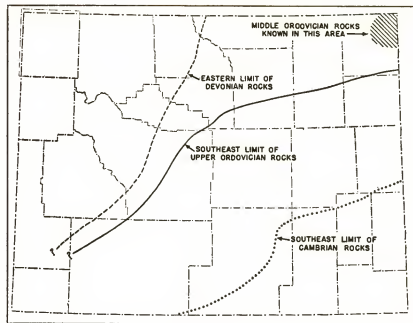 MIDDLE ORDOVICIAN ROCKS
KNOWN IN THIS AREA
EASTERN LIMIT OF
DEVONIAN ROCKS
SOUTHEAST LIMIT OF
UPPER ORDOVICIAN ROCKS
SOUTHEAST LIMIT OF
CAMBRIAN ROCKS
?
?